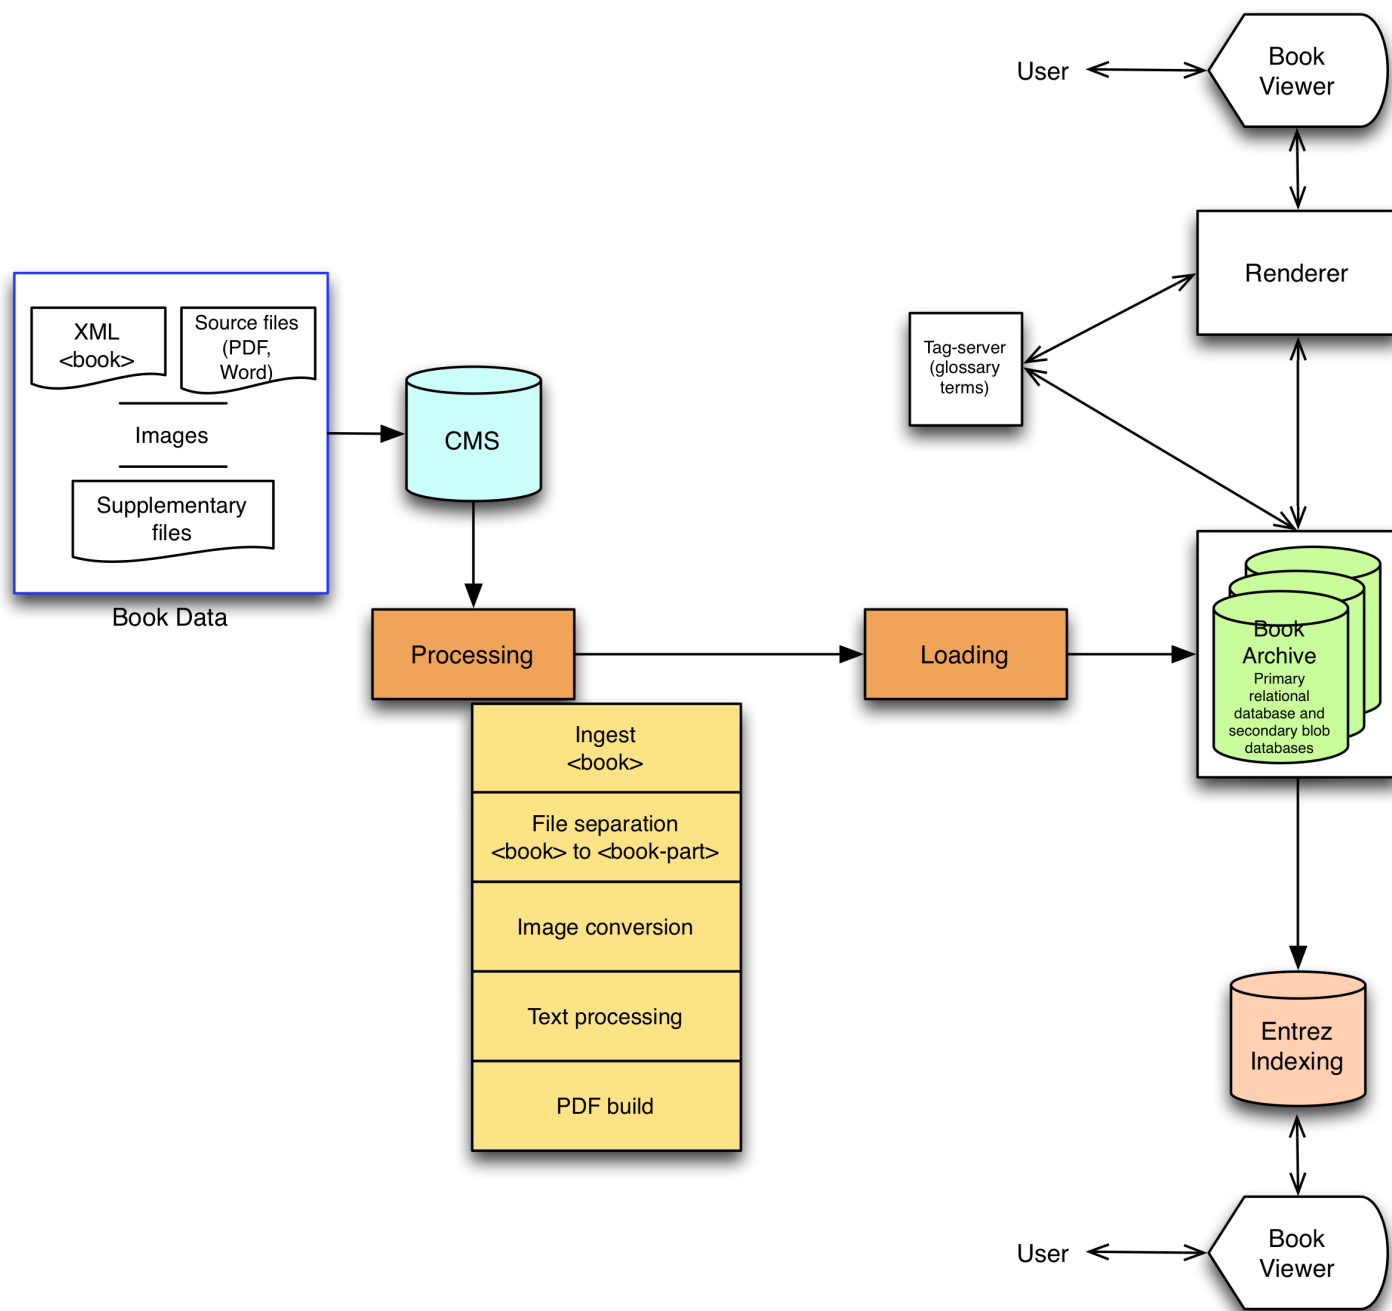 User
Book
Viewer
Renderer
XML
<book>
Source files
(PDF,
Word)
Images
Supplementary
files
Book Data
CMS
Tag-server
(glossary
terms)
Processing
Loading
Book
Archive
Primary
relational
database and
secondary blob
databases
Ingest
<book>
File separation
<book> to <book-part>
Image conversion
Text processing
PDF build
Entrez
Indexing
User
Book
Viewer